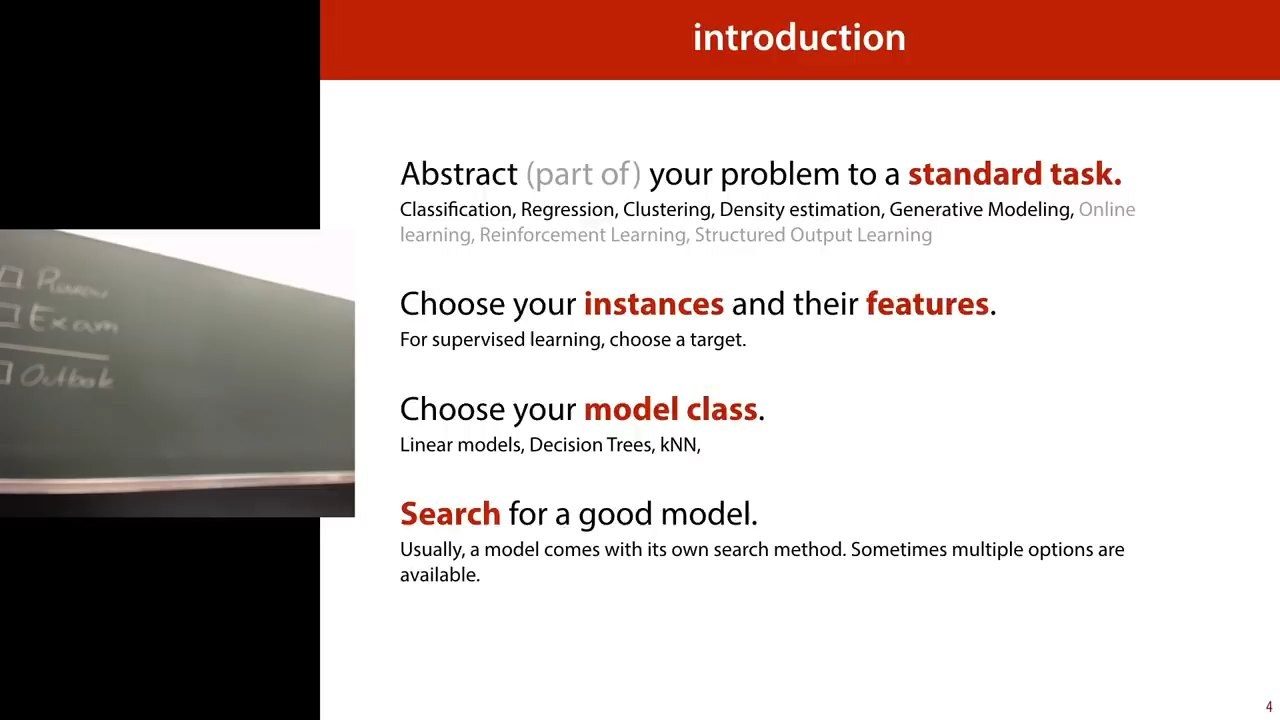 introduction
Abstract (part of) your problem to a standard task.
Classification, Regression, Clustering, Density estimation, Generative Modeling, Online
learning, Reinforcement Learning, Structured Output Learning
Choose your instances and their features.
For supervised learning, choose a target.
Choose your model class.
Linear models, Decision Trees, kNN,
Search for a good model.
Usually, a model comes with its own search method. Sometimes multiple options are
available.
4
Review
Exam
Outlook